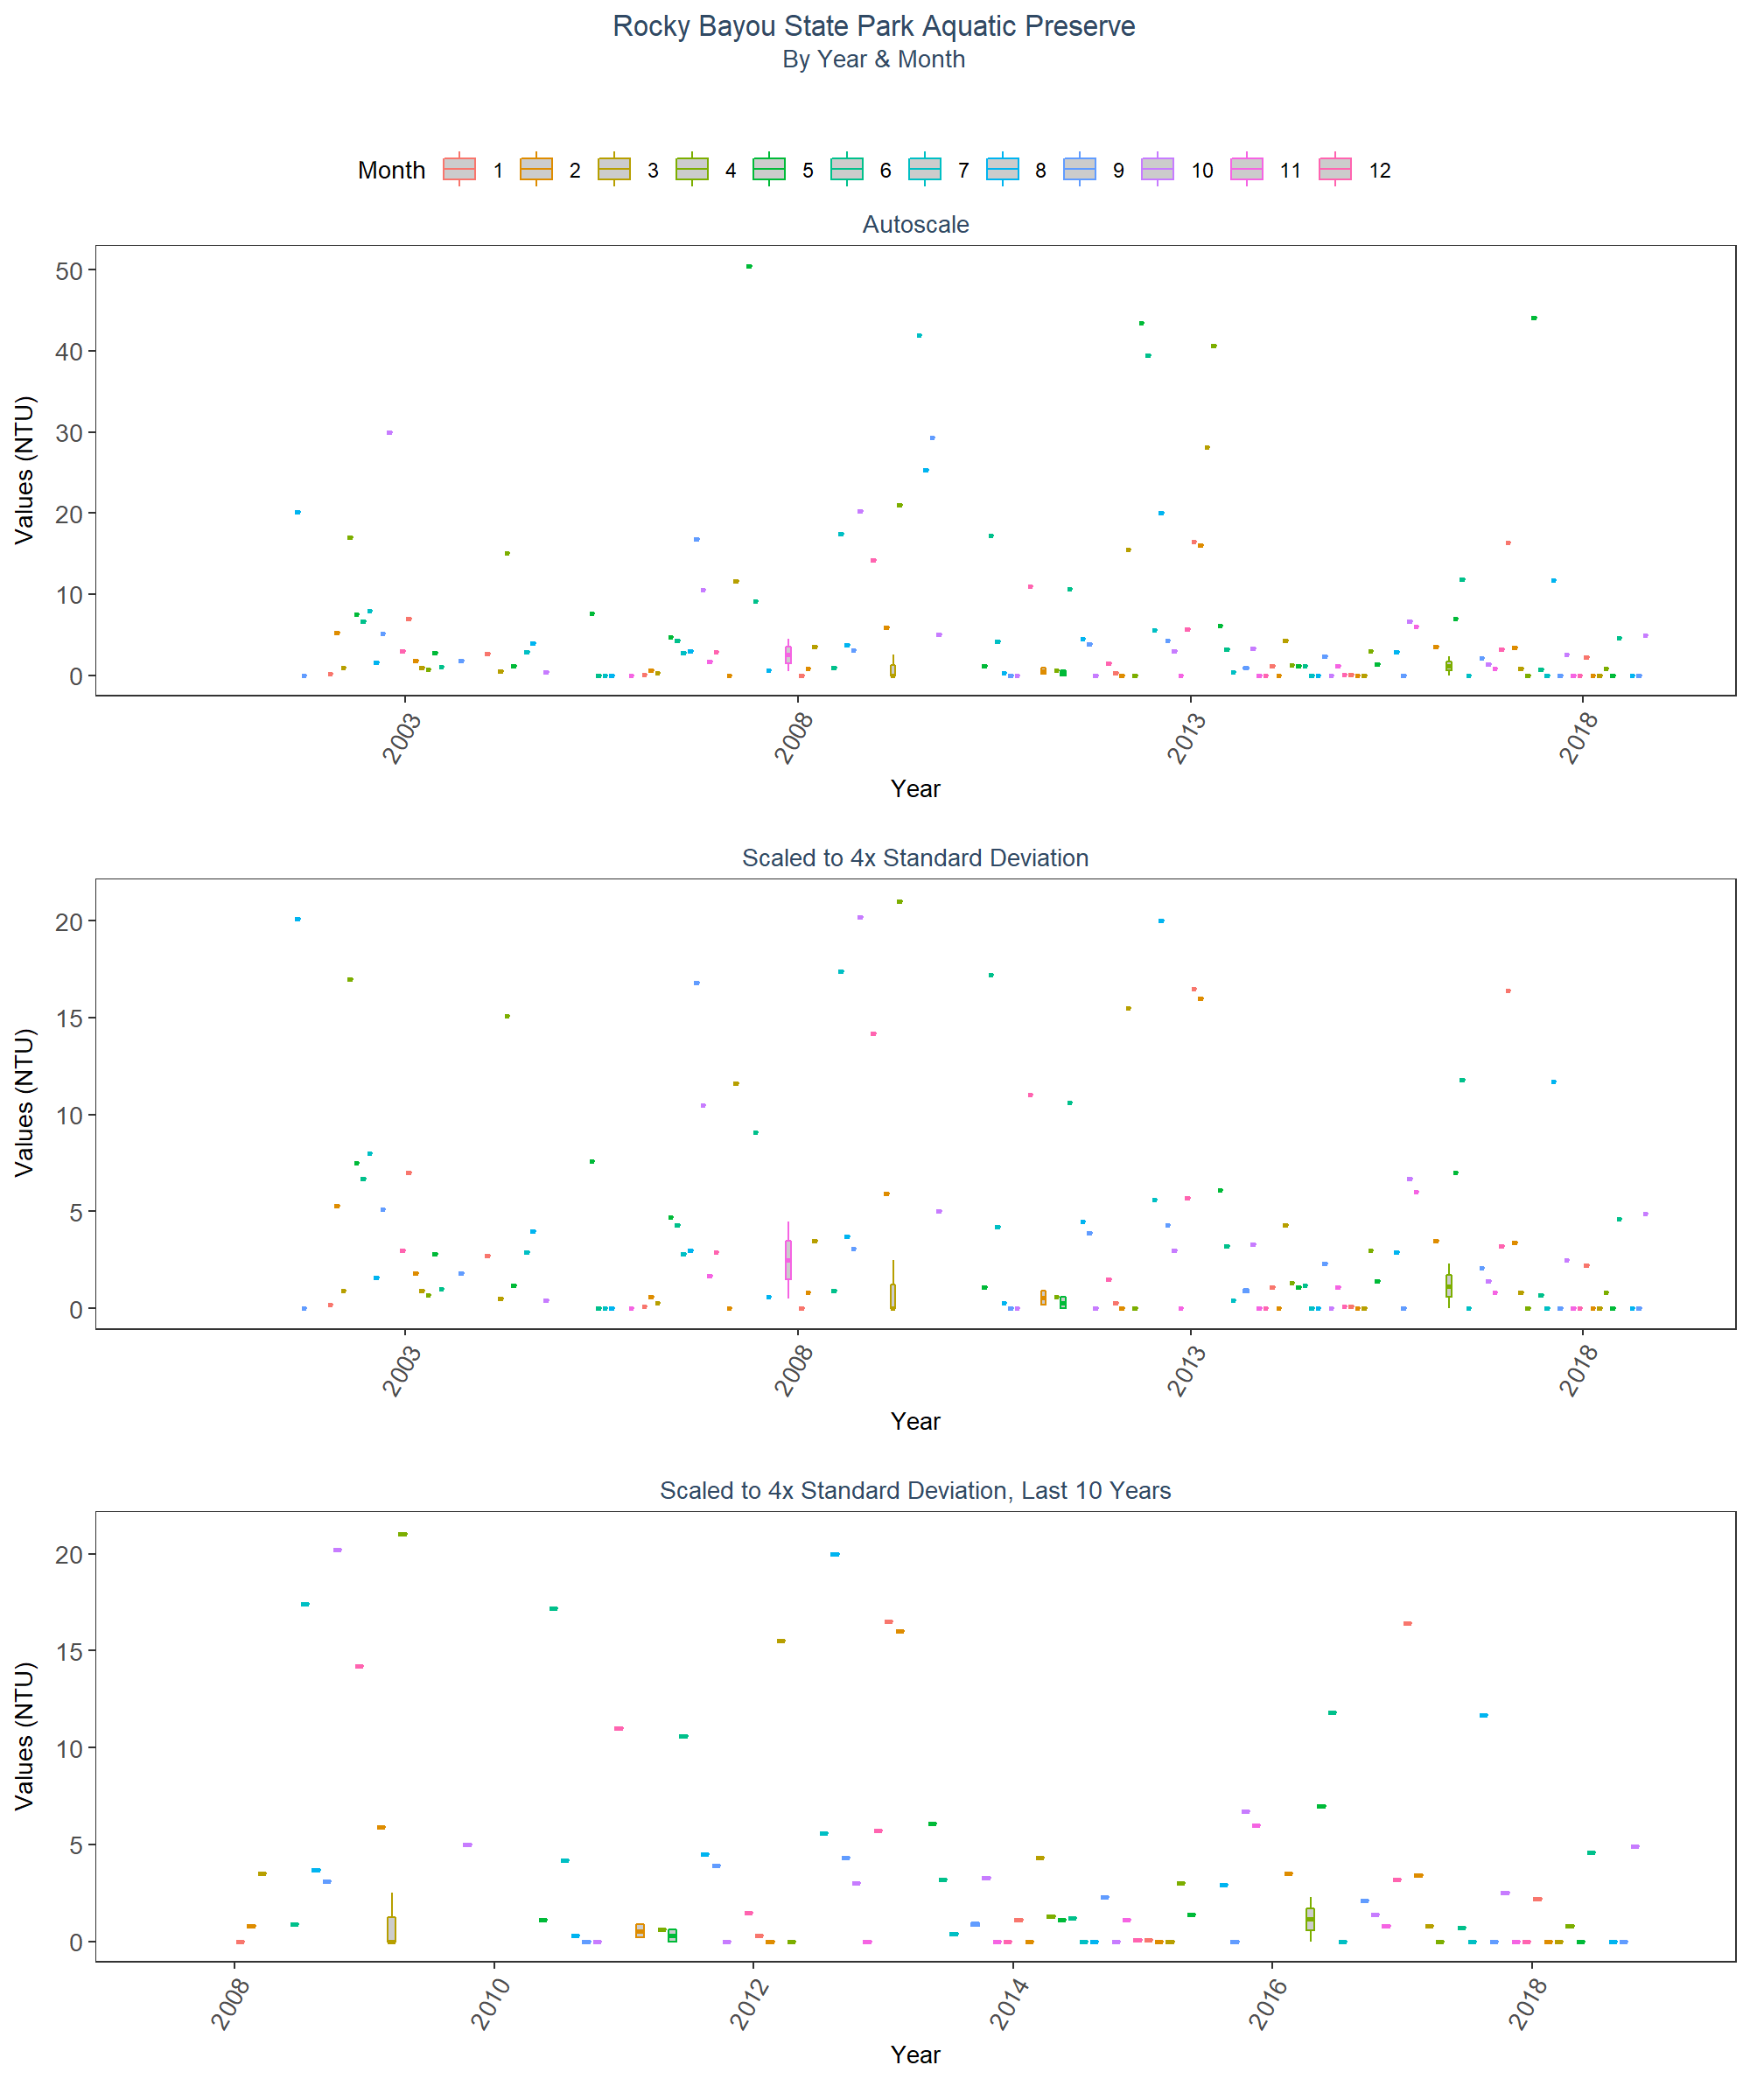 Rocky Bayou State Park Aquatic Preserve
By Year & Month
Month 1 2 3 4 5 6 7 8 9 10 11 12
Autoscale
Values (NTU)
50
40
30
20
10
0
2003 2008 2013 2018
Year
Scaled to 4x Standard Deviation
Values (NTU)
20
15
10
5
0
2003 2008 2013 2018
Year
Scaled to 4x Standard Deviation, Last 10 Years
Values (NTU)
20
15
10
5
0
2008 2010 2012 2014 2016 2018
Year